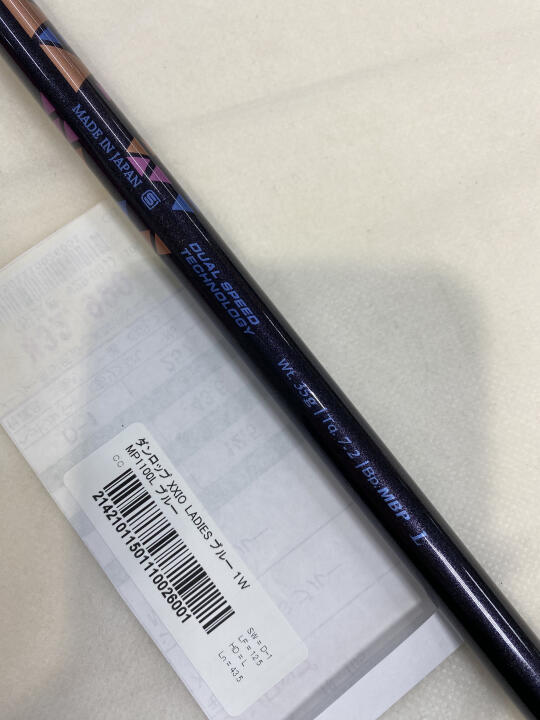 MADE IN JAPAN S
DUAL SPEED
TECHNOLOGY
Wt. 35g | Tq. 7.2 | Bp. MBP L
ダンロップ XXIO LADIES ブルー 1W
MP1100L ブルー
CC
21421011501110026001
SW = D-1
LF = 12.5
HD = L
Ln = 43.5